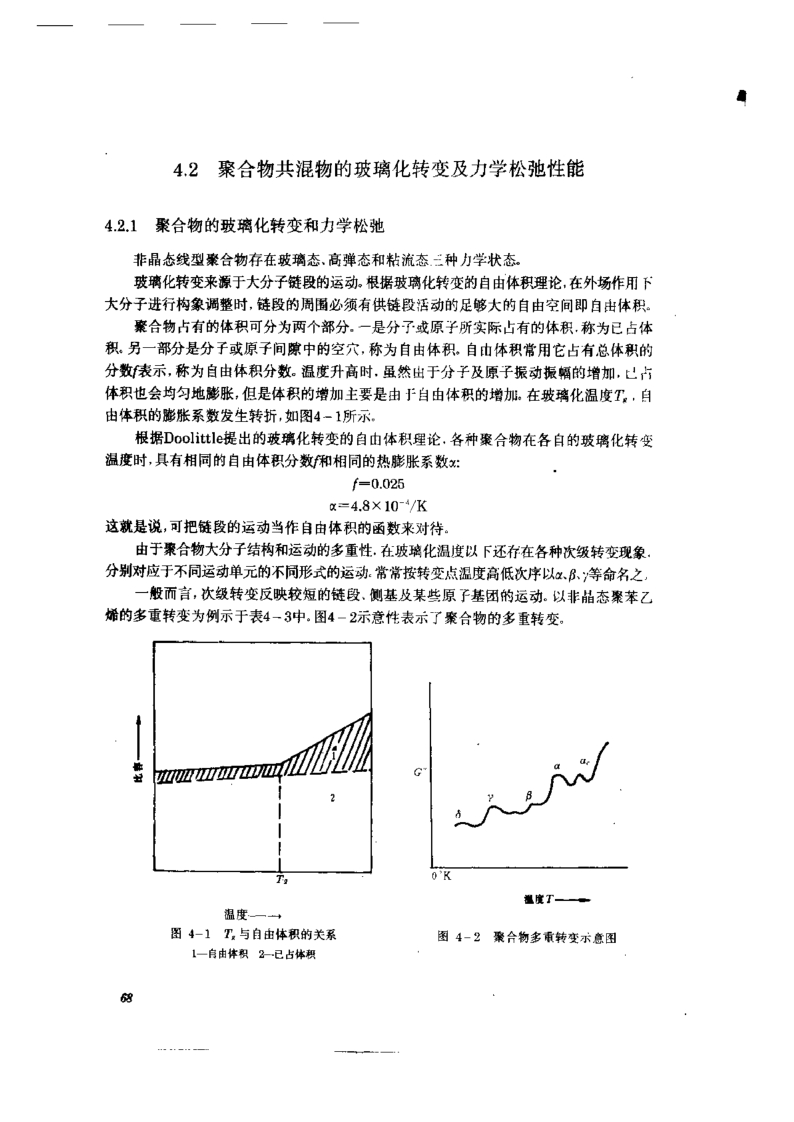 4.2 聚合物共混物的玻璃化转变及力学松弛性能
4.2.1 聚合物的玻璃化转变和力学松弛
非晶态线型聚合物存在玻璃态、高弹态和粘流态三种力学状态。
玻璃化转变来源于大分子链段的运动。根据玻璃化转变的自由体积理论,在外场作用下
大分子进行构象调整时,链段的周围必须有供链段活动的足够大的自由空间即自由体积。
聚合物占有的体积可分为两个部分。一是分子或原子所实际占有的体积,称为已占体
积。另一部分是分子或原子间隙中的空穴,称为自由体积。自由体积常用它占有总体积的
分数f表示,称为自由体积分数。温度升高时,虽然由于分子及原子振动振幅的增加,已占
体积也会均匀地膨胀,但是体积的增加主要是由于自由体积的增加。在玻璃化温度Tg,自
由体积的膨胀系数发生转折,如图4-1所示。
根据Doolittle提出的玻璃化转变的自由体积理论,各种聚合物在各自的玻璃化转变
温度时,具有相同的自由体积分数f和相同的热膨胀系数α:
f=0.025
α=4.8×10⁻⁴/K
这就是说,可把链段的运动当作自由体积的函数来对待。
由于聚合物大分子结构和运动的多重性,在玻璃化温度以下还存在各种次级转变现象,
分别对应于不同运动单元的不同形式的运动。常常按转变点温度高低次序以α、β、γ等命名之。
一般而言,次级转变反映较短的链段、侧基及某些原子基团的运动。以非晶态聚苯乙
烯的多重转变为例示于表4-3中。图4-2示意性表示了聚合物的多重转变。
比容
1
2
Tg
温度→
图 4-1 Tg与自由体积的关系
1—自由体积 2—已占体积
G″
δ γ β α αc
0°K
温度T→
图 4-2 聚合物多重转变示意图
68